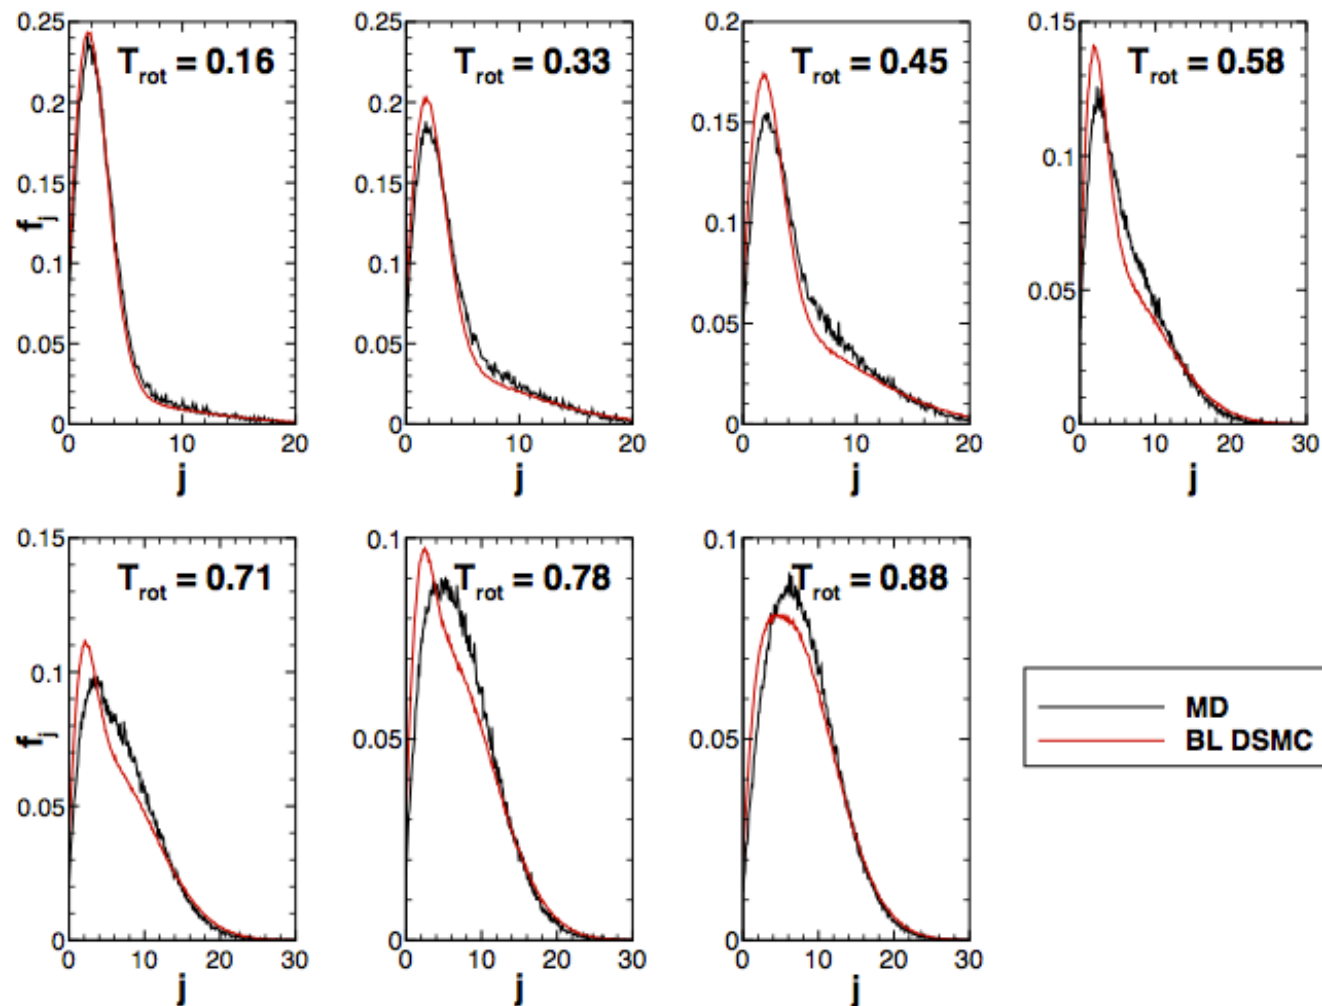 T_rot = 0.16
0.25
0.2
0.15
f_j
0.1
0.05
0
0 10 20
j
T_rot = 0.33
0.25
0.2
0.15
0.1
0.05
0
0 10 20
j
T_rot = 0.45
0.2
0.15
0.1
0.05
0
0 10 20
j
T_rot = 0.58
0.15
0.1
0.05
0
0 10 20 30
j
T_rot = 0.71
0.15
0.1
f_j
0.05
0
0 10 20 30
j
T_rot = 0.78
0.1
0.05
0
0 10 20 30
j
T_rot = 0.88
0.1
0.05
0
0 10 20 30
j
MD
BL DSMC